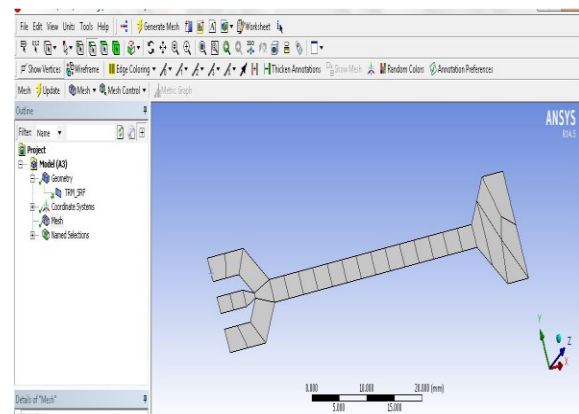 File Edit View Units Tools Help Generate Mesh Worksheet
Show Vertices Wireframe Edge Coloring Thicken Annotations Show Mesh Random Colors Annotation Preferences
Mesh Update Mesh Mesh Control Metric Graph
Outline
Filter: Name
Project
Model (A3)
Geometry
TRM_SRF
Coordinate Systems
Mesh
Named Selections
Details of "Mesh"
ANSYS
R14.5
Y
Z
X
0.000 10.000 20.000 (mm)
5.000 15.000